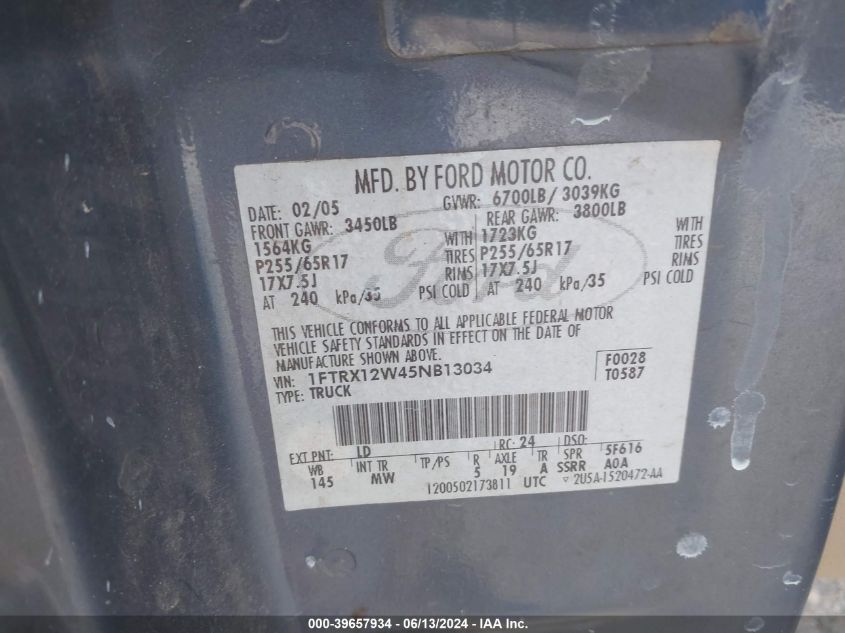 MFD. BY FORD MOTOR CO.
DATE: 02/05 GVWR: 6700LB/ 3039KG
FRONT GAWR: 3450LB REAR GAWR: 3800LB
1564KG WITH 1723KG WITH
P255/65R17 TIRES P255/65R17 TIRES
17X7.5J RIMS 17X7.5J RIMS
AT 240 kPa/35 PSI COLD AT 240 kPa/35 PSI COLD
Ford
THIS VEHICLE CONFORMS TO ALL APPLICABLE FEDERAL MOTOR
VEHICLE SAFETY STANDARDS IN EFFECT ON THE DATE OF
MANUFACTURE SHOWN ABOVE.
VIN: 1FTRX12W45NB13034 F0028
TYPE: TRUCK T0587
EXT PNT: LD RC: 24 DSO:
WB INT TR TP/PS R AXLE TR SPR 5F616
145 MW 5 19 A SSRR A0A
1200502173811 UTC ▽ 2U5A-1520472-AA
000-39657934 - 06/13/2024 - IAA Inc.